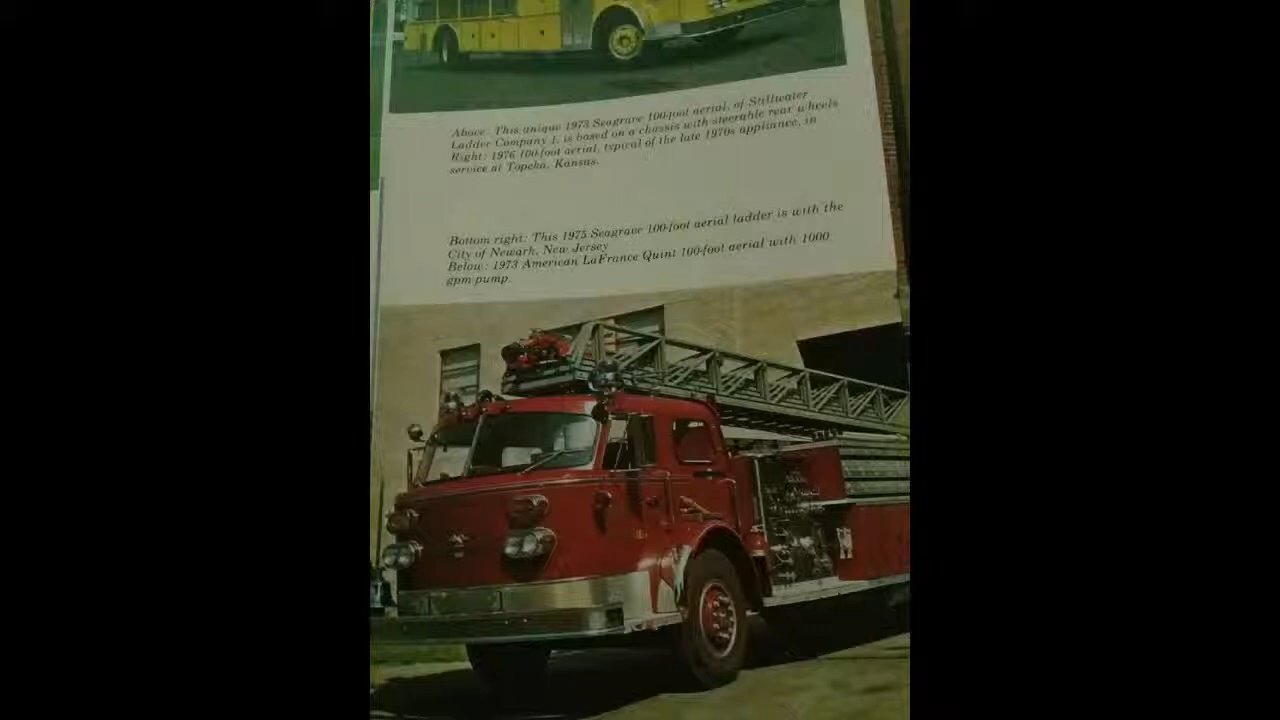 Above: This unique 1973 Seagrave 100-foot aerial, of Stillwater
Ladder Company 1, is based on a chassis with steerable rear wheels
Right: 1976 100-foot aerial, typical of the late 1970s appliance, in
service at Topeka, Kansas.
Bottom right: This 1975 Seagrave 100-foot aerial ladder is with the
City of Newark, New Jersey
Below: 1973 American LaFrance Quint 100-foot aerial with 1000
gpm pump.